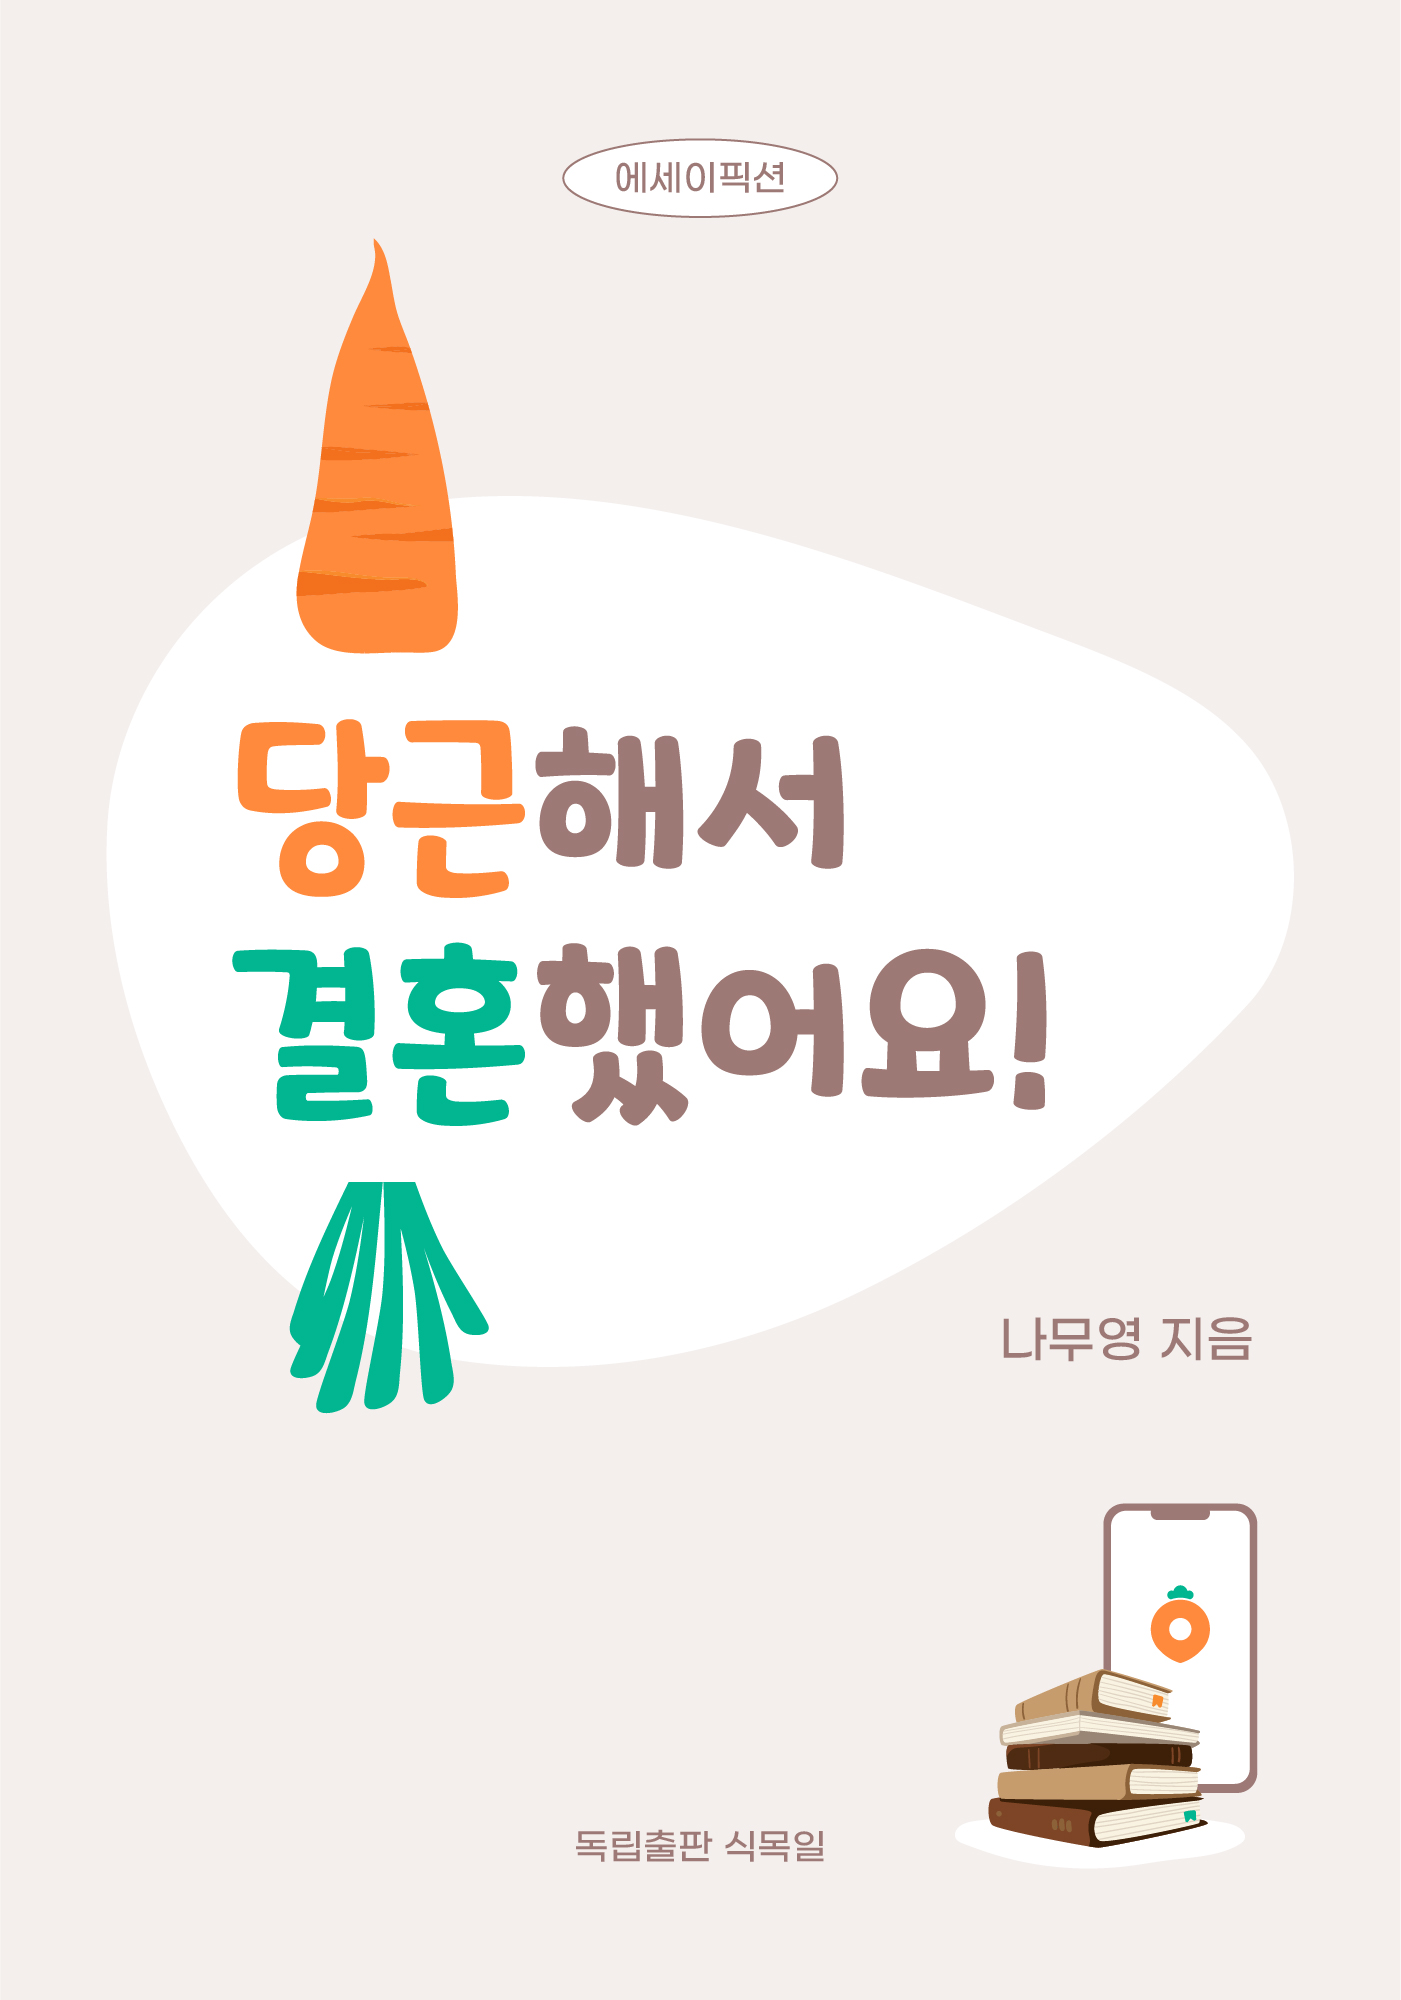 에세이픽션
당근해서
결혼했어요!
나무영 지음
독립출판 식목일